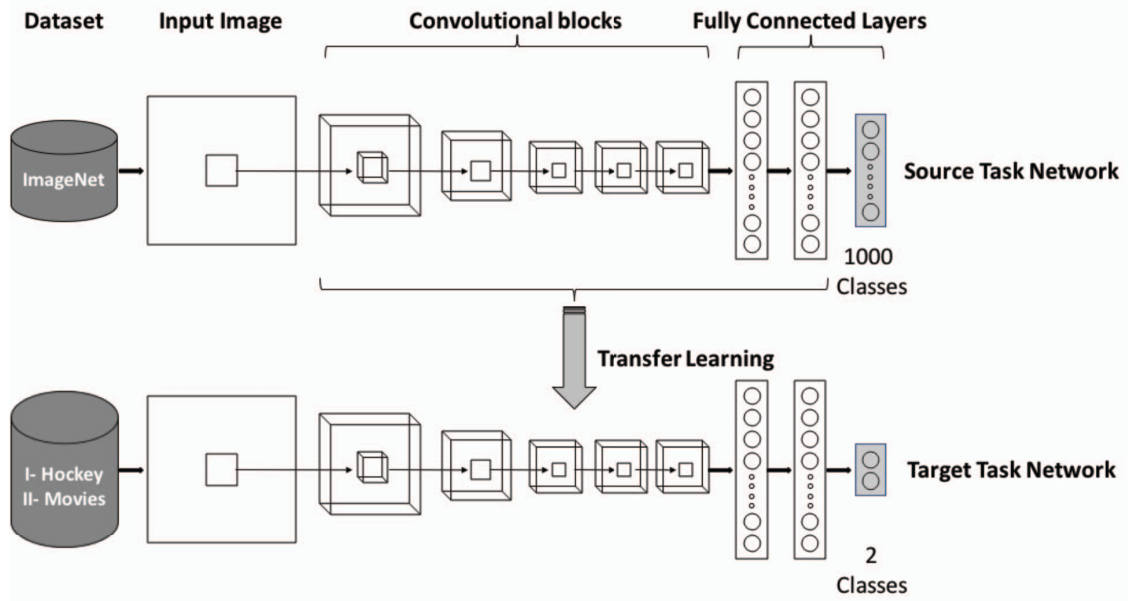 Dataset
Input Image
Convolutional blocks
Fully Connected Layers
ImageNet
Source Task Network
1000
Classes
Transfer Learning
I- Hockey
II- Movies
Target Task Network
2
Classes